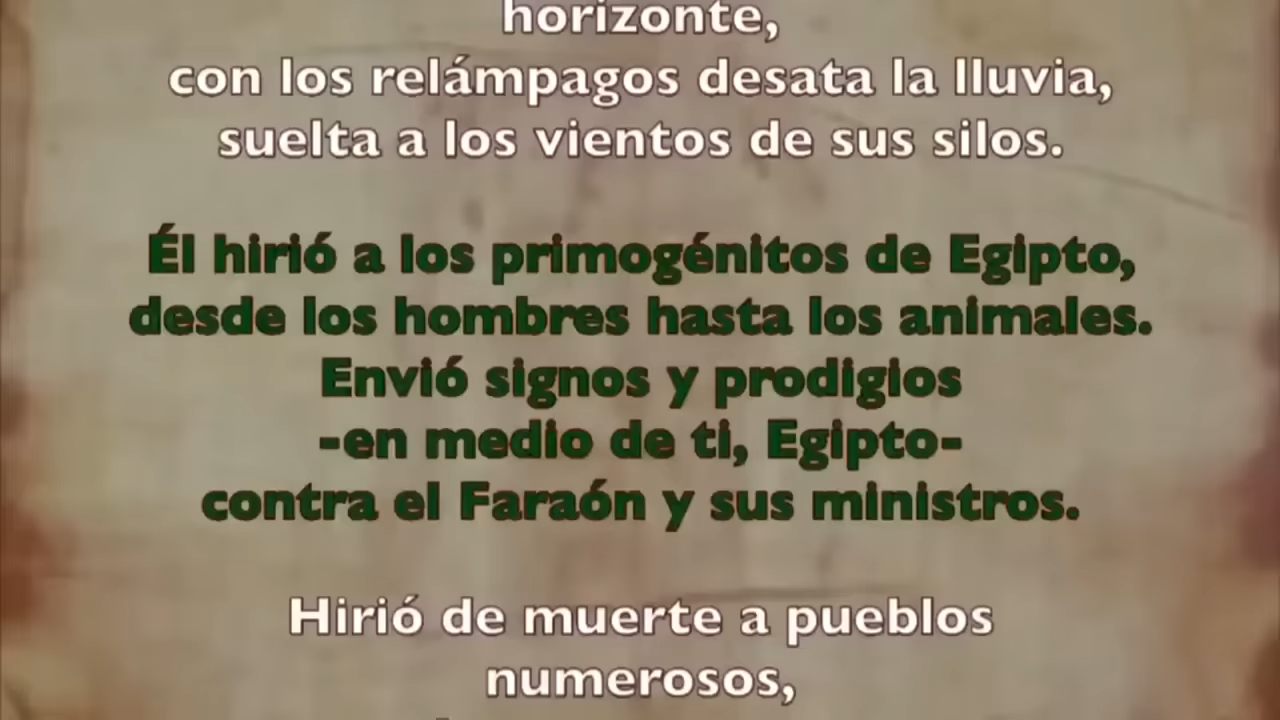 horizonte,
con los relámpagos desata la lluvia,
suelta a los vientos de sus silos.
Él hirió a los primogénitos de Egipto,
desde los hombres hasta los animales.
Envió signos y prodigios
-en medio de ti, Egipto-
contra el Faraón y sus ministros.
Hirió de muerte a pueblos
numerosos,